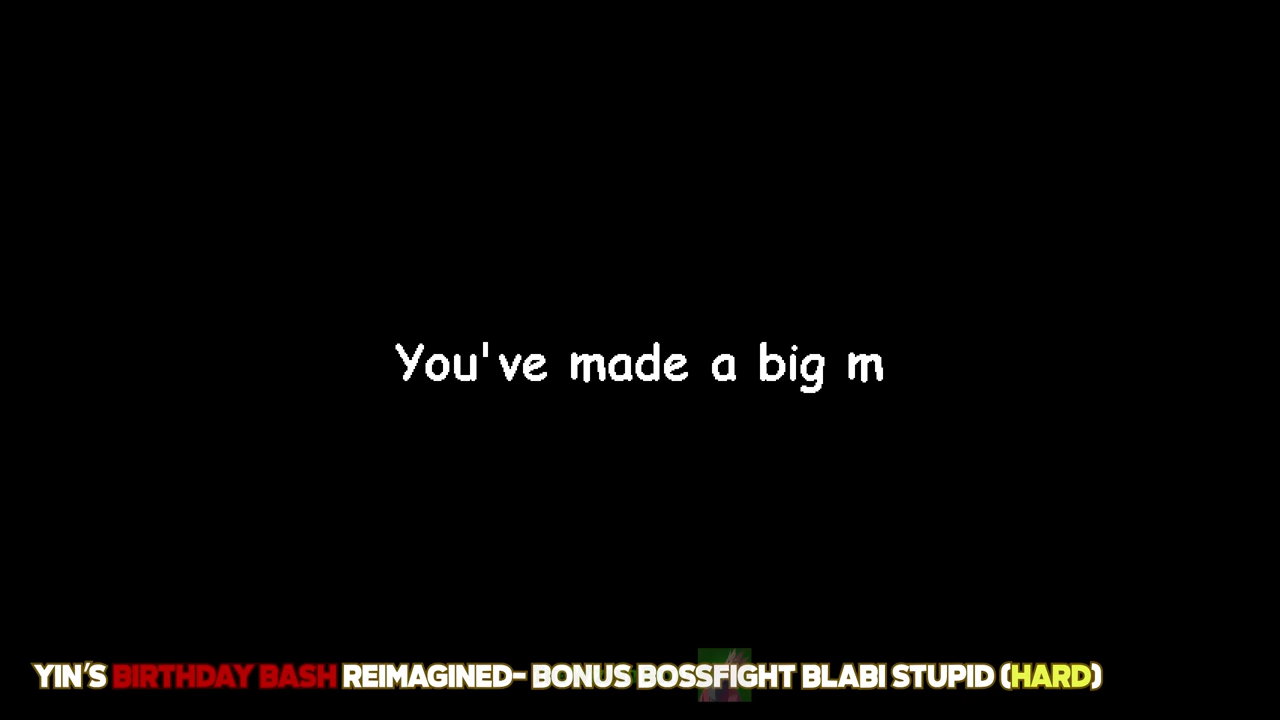 You've made a big m
YIN'S BIRTHDAY BASH REIMAGINED- BONUS BOSSFIGHT BLABI STUPID (HARD)